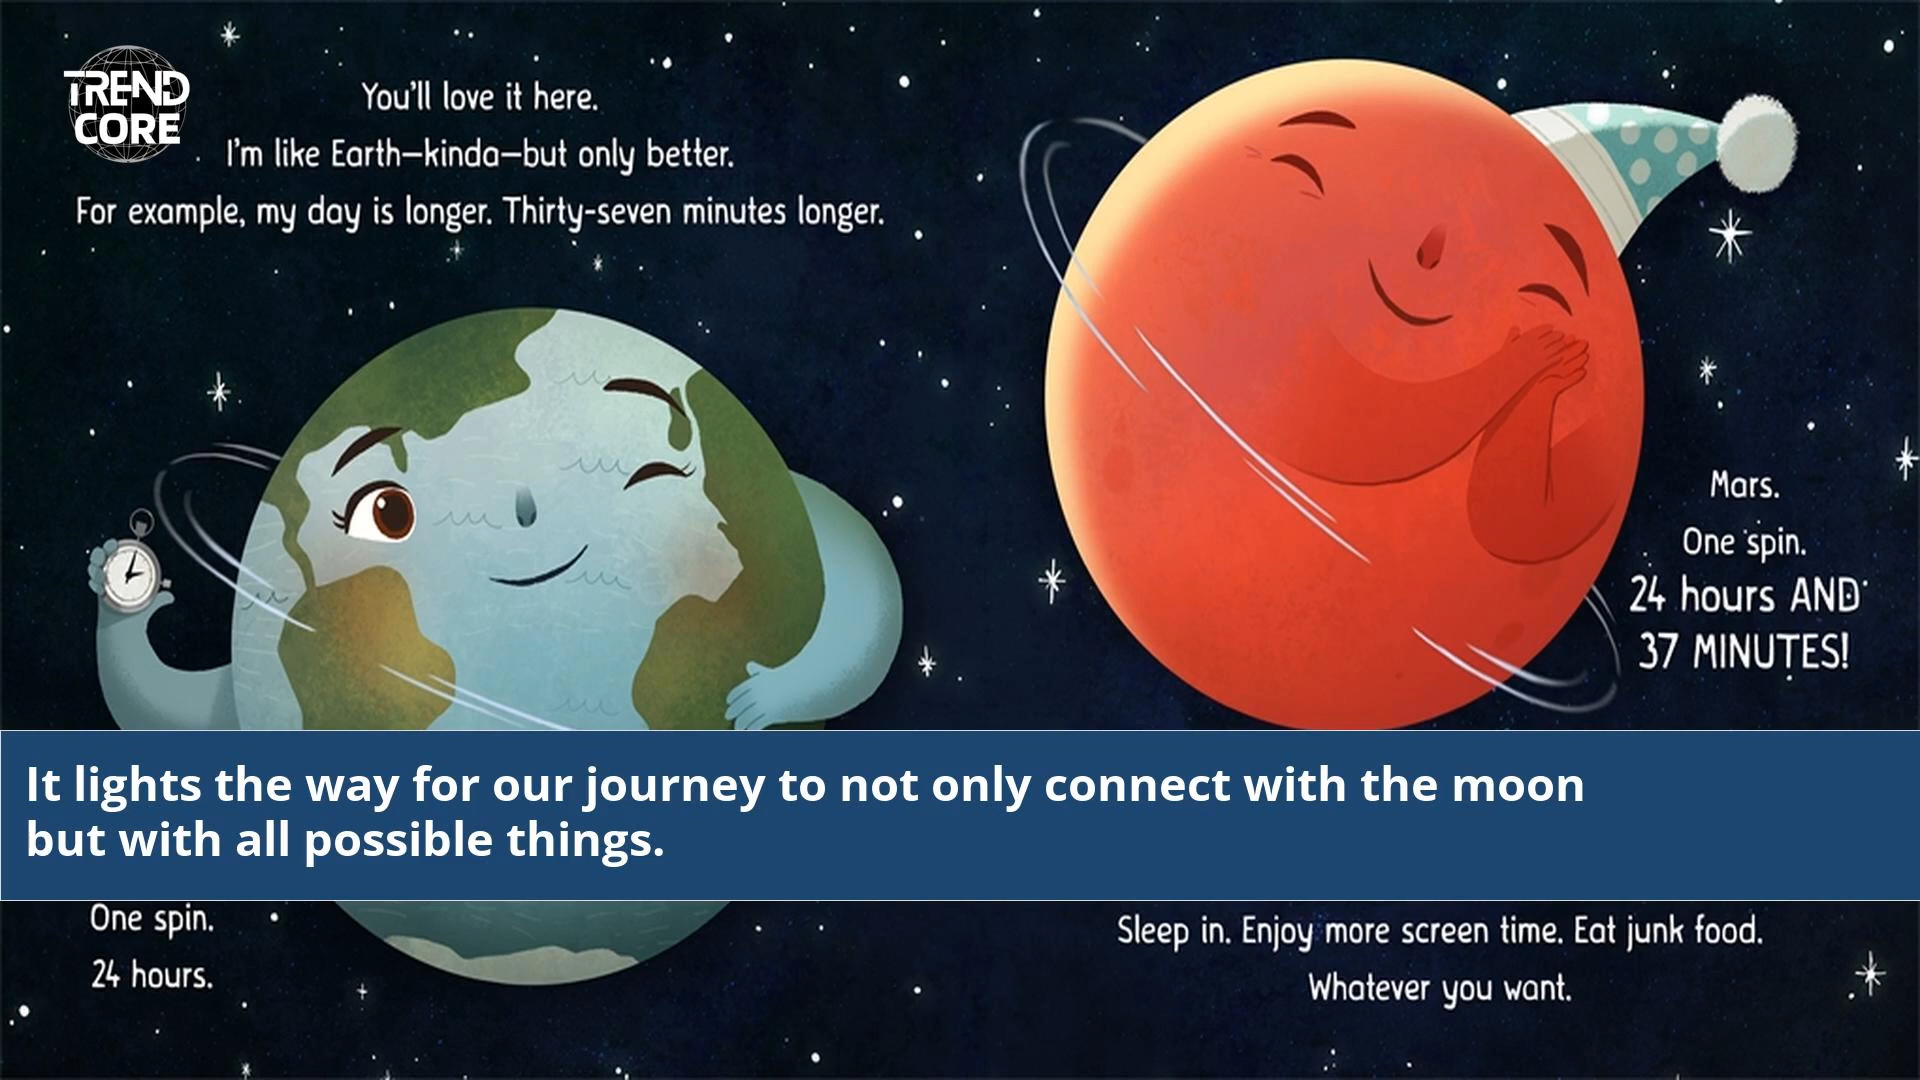 TREND
CORE
You'll love it here.
I'm like Earth—kinda—but only better.
For example, my day is longer. Thirty-seven minutes longer.
Mars.
One spin.
24 hours AND
37 MINUTES!
It lights the way for our journey to not only connect with the moon
but with all possible things.
One spin.
24 hours.
Sleep in. Enjoy more screen time. Eat junk food.
Whatever you want.